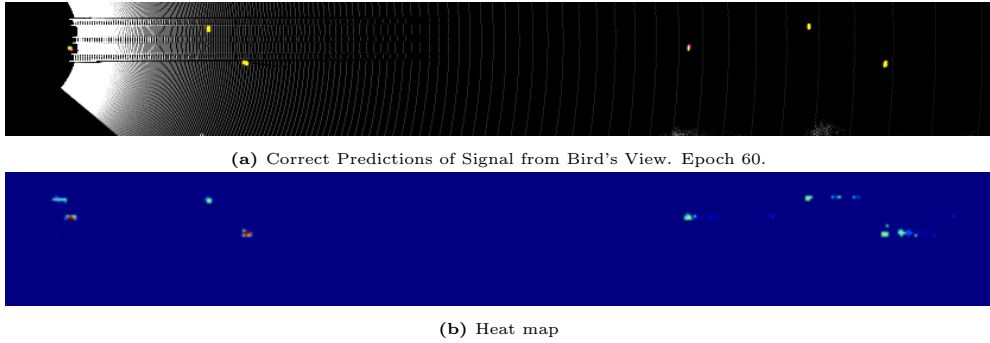 (a) Correct Predictions of Signal from Bird's View. Epoch 60.
(b) Heat map